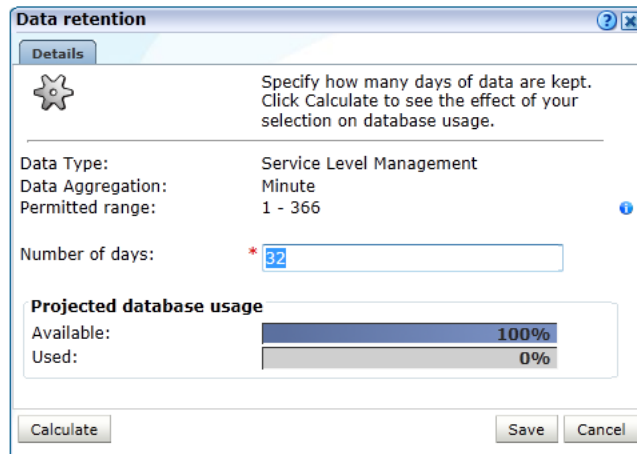 Data retention
Details
Specify how many days of data are kept.
Click Calculate to see the effect of your
selection on database usage.
Data Type: Service Level Management
Data Aggregation: Minute
Permitted range: 1 - 366
Number of days: * 32
Projected database usage
Available: 100%
Used: 0%
Calculate Save Cancel